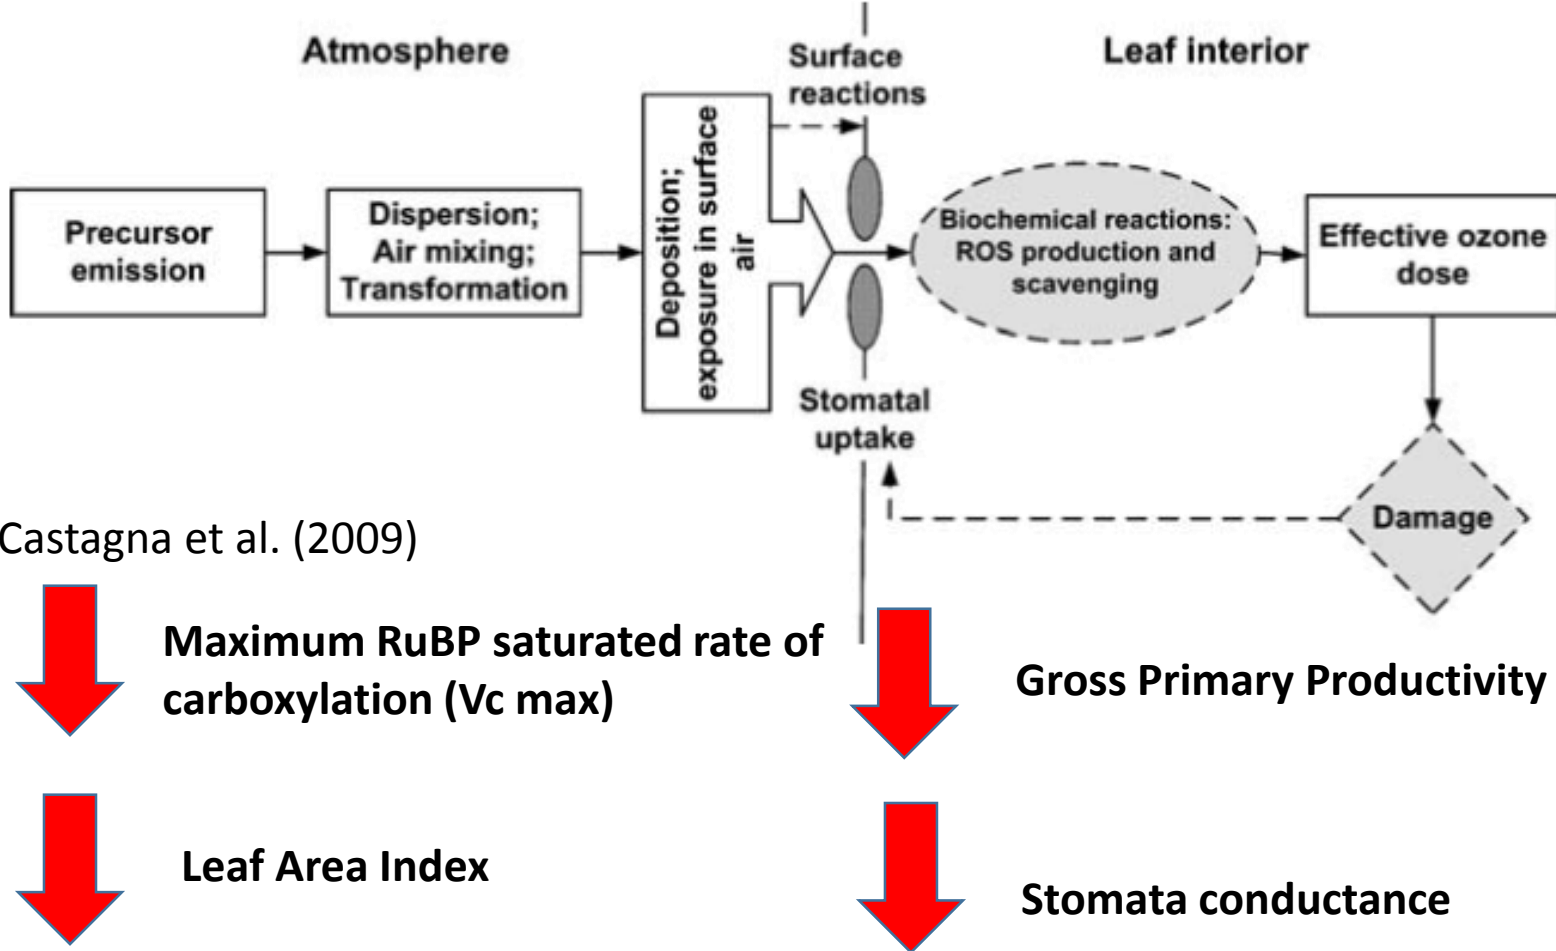 Atmosphere
Surface
reactions
Leaf interior
Precursor
emission
Dispersion;
Air mixing;
Transformation
Deposition;
exposure in surface
air
Biochemical reactions:
ROS production and
scavenging
Effective ozone
dose
Stomatal
uptake
Damage
Castagna et al. (2009)
Maximum RuBP saturated rate of
carboxylation (Vc max)
Gross Primary Productivity
Leaf Area Index
Stomata conductance